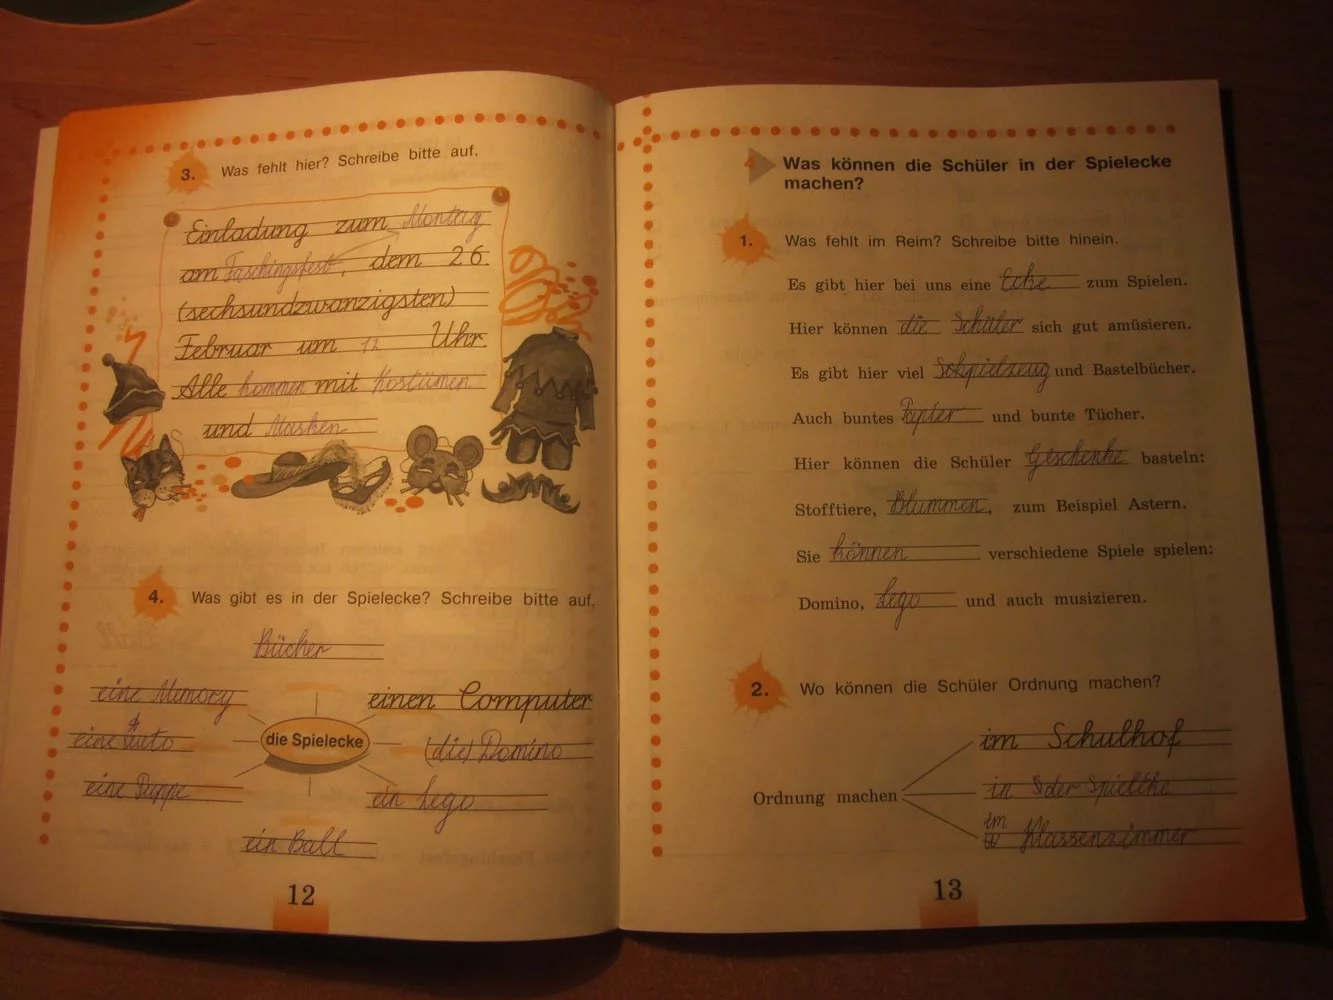 3. Was fehlt hier? Schreibe bitte auf.
Einladung zum Montag
am Faschingsfest, dem 26
(sechsundzwanzigsten)
Februar um 12 Uhr
Alle kommen mit Kostümen
und Masken
4. Was gibt es in der Spielecke? Schreibe bitte auf.
Bücher
eine Memory
einen Computer
eine Auto
die Spielecke
(die) Domino
eine Puppe
ein Lego
ein Ball
12
4 Was können die Schüler in der Spielecke
machen?
1. Was fehlt im Reim? Schreibe bitte hinein.
Es gibt hier bei uns eine Ecke zum Spielen.
Hier können die Schüler sich gut amüsieren.
Es gibt hier viel Schpielzeug und Bastelbücher.
Auch buntes Papier und bunte Tücher.
Hier können die Schüler Geschenke basteln:
Stofftiere, Blummen, zum Beispiel Astern.
Sie können verschiedene Spiele spielen:
Domino, Lego und auch musizieren.
2. Wo können die Schüler Ordnung machen?
im Schulhof
Ordnung machen
in der Spielecke
im Klassenzimmer
13